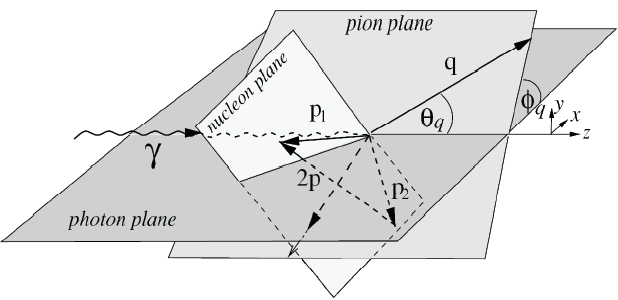 pion plane
nucleon plane
q
p1
θq
ϕq
y
x
z
γ
2p
p2
photon plane